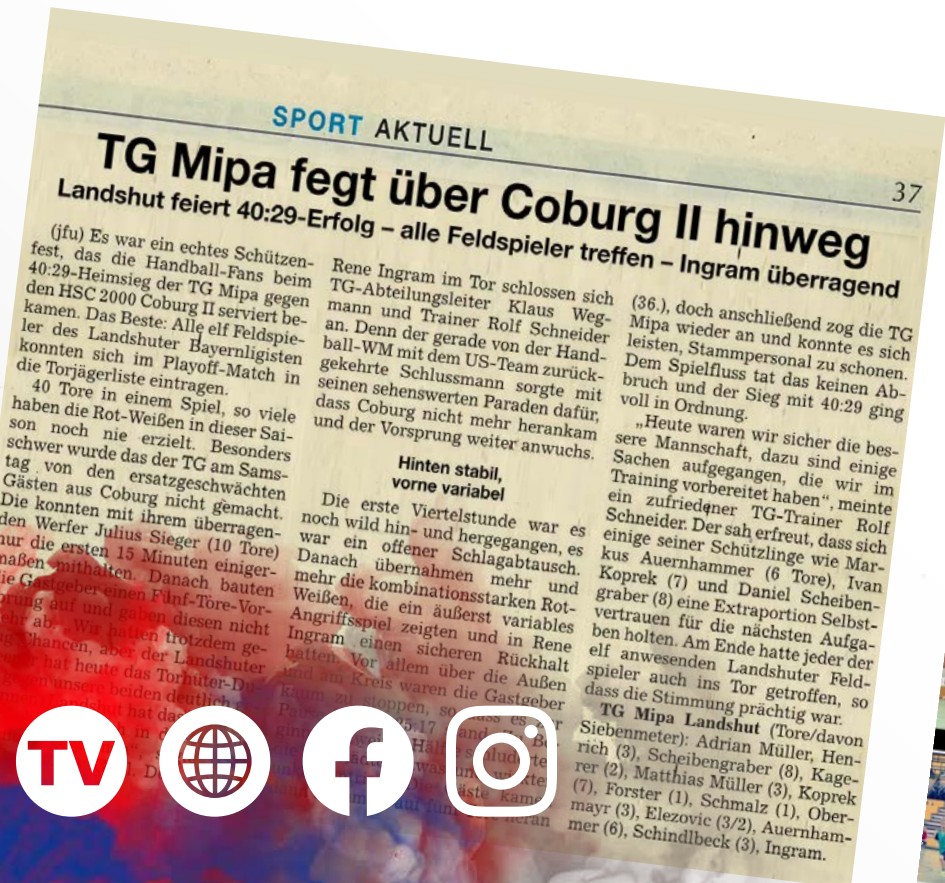 SPORT AKTUELL
37
TG Mipa fegt über Coburg II hinweg
Landshut feiert 40:29-Erfolg – alle Feldspieler treffen – Ingram überragend
(jfu) Es war ein echtes Schützen-
fest, das die Handball-Fans beim
40:29-Heimsieg der TG Mipa gegen
den HSC 2000 Coburg II serviert be-
kamen. Das Beste: Alle elf Feldspie-
ler des Landshuter Bayernligisten
konnten sich im Playoff-Match in
die Torjägerliste eintragen.
40 Tore in einem Spiel, so viele
haben die Rot-Weißen in dieser Sai-
son noch nie erzielt. Besonders
schwer wurde das der TG am Sams-
tag von den ersatzgeschwächten
Gästen aus Coburg nicht gemacht.
Die konnten mit ihrem überragen-
den Werfer Julius Sieger (10 Tore)
nur die ersten 15 Minuten einiger-
maßen mithalten. Danach bauten
die Gastgeber einen Fünf-Tore-Vor-
sprung auf und gaben diesen nicht
ab. Wir hatten trotzdem ge-
Chancen, aber der Landshuter
hat heute das Torhüter-Du
unsere beiden deutlich
hat das
Rene Ingram im Tor schlossen sich
TG-Abteilungsleiter Klaus Weg-
mann und Trainer Rolf Schneider
an. Denn der gerade von der Hand-
ball-WM mit dem US-Team zurück-
gekehrte Schlussmann sorgte mit
seinen sehenswerten Paraden dafür,
dass Coburg nicht mehr herankam
und der Vorsprung weiter anwuchs.
Hinten stabil,
vorne variabel
Die erste Viertelstunde war es
noch wild hin- und hergegangen, es
war ein offener Schlagabtausch.
Danach übernahmen mehr und
mehr die kombinationsstarken Rot-
Weißen, die ein äußerst variables
Angriffsspiel zeigten und in Rene
Ingram einen sicheren Rückhalt
hatten. Vor allem über die Außen
und am Kreis waren die Gastgeber
kaum zu stoppen, so dass es
25:17
(36.), doch anschließend zog die TG
Mipa wieder an und konnte es sich
leisten, Stammpersonal zu schonen.
Dem Spielfluss tat das keinen Ab-
bruch und der Sieg mit 40:29 ging
voll in Ordnung.
„Heute waren wir sicher die bes-
sere Mannschaft, dazu sind einige
Sachen aufgegangen, die wir im
Training vorbereitet haben“, meinte
ein zufriedener TG-Trainer Rolf
Schneider. Der sah erfreut, dass sich
einige seiner Schützlinge wie Mar-
kus Auernhammer (6 Tore), Ivan
Koprek (7) und Daniel Scheiben-
graber (8) eine Extraportion Selbst-
vertrauen für die nächsten Aufga-
ben holten. Am Ende hatte jeder der
elf anwesenden Landshuter Feld-
spieler auch ins Tor getroffen, so
dass die Stimmung prächtig war.
TG Mipa Landshut (Tore/davon
Siebenmeter): Adrian Müller, Hen-
rich (3), Scheibengraber (8), Kage-
rer (2), Matthias Müller (3), Koprek
(7), Forster (1), Schmalz (1), Ober-
mayr (3), Elezovic (3/2), Auernham-
mer (6), Schindlbeck (3), Ingram.
TV